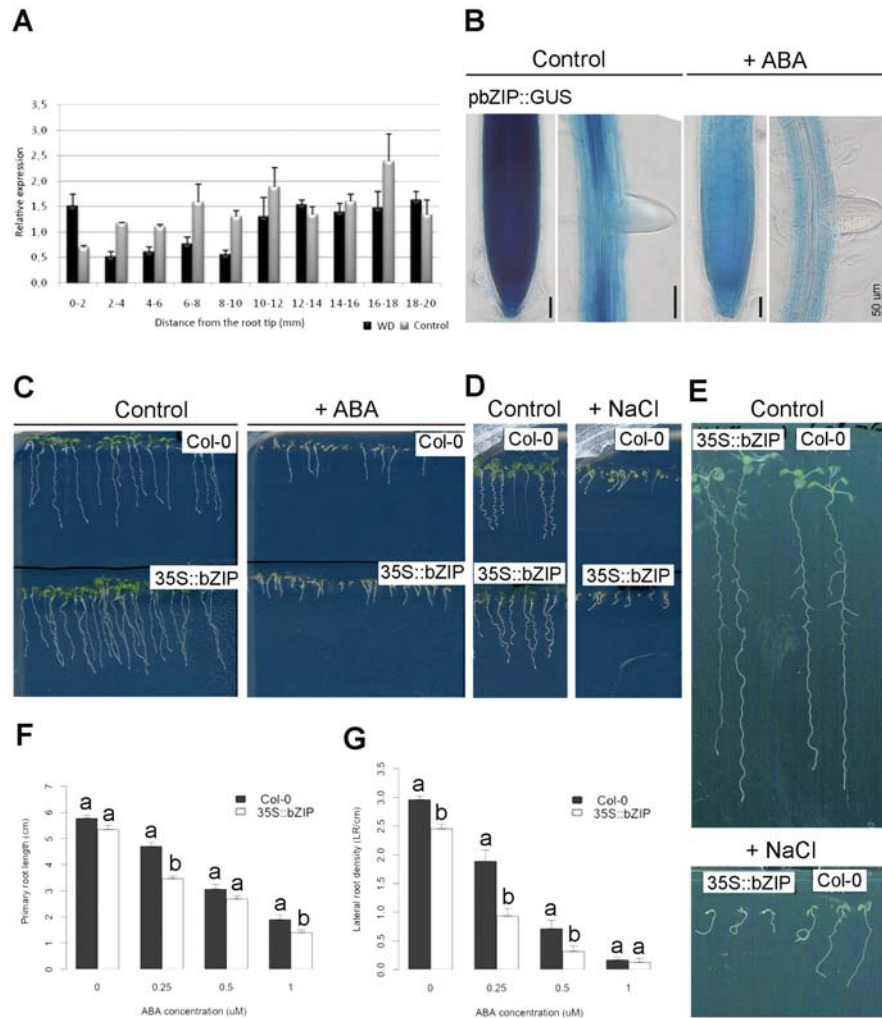 A
3,5
3,0
2,5
2,0
1,5
1,0
0,5
0,0
Relative expression
0-2 2-4 4-6 6-8 8-10 10-12 12-14 14-16 16-18 18-20
Distance from the root tip (mm)
WD Control
B
Control + ABA
pbZIP::GUS
50 um
C
Control + ABA
Col-0 Col-0
35S::bZIP 35S::bZIP
D
Control + NaCl
Col-0 Col-0
35S::bZIP 35S::bZIP
E
Control
35S::bZIP Col-0
+ NaCl
35S::bZIP Col-0
F
Primary root length (cm)
7
6
5
4
3
2
1
0
a a a b a a a b
Col-0
35S::bZIP
0 0.25 0.5 1
ABA concentration (uM)
G
Lateral root density (LR/cm)
3.5
3.0
2.5
2.0
1.5
1.0
0.5
0.0
a b a b a b a a
Col-0
35S::bZIP
0 0.25 0.5 1
ABA concentration (uM)